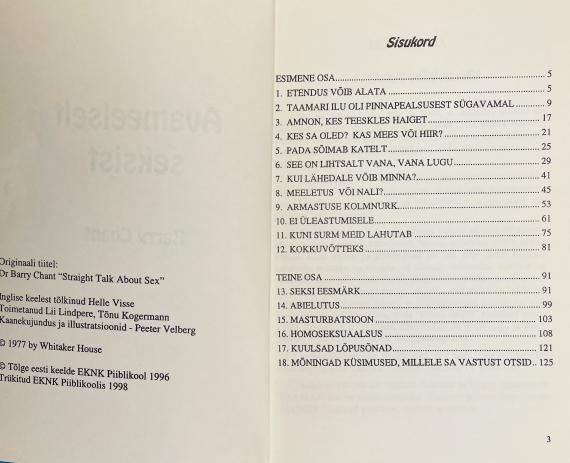 Originaali tiitel:
Dr Barry Chant “Straight Talk About Sex”
Inglise keelest tõlkinud Helle Visse
Toimetanud Lii Lindpere, Tõnu Kogermann
Kaanekujundus ja illustratsioonid - Peeter Velberg
© 1977 by Whitaker House
© Tõlge eesti keelde EKNK Piiblikool 1996
Trükitud EKNK Piiblikoolis 1998
Avameelselt
seksist
Barry Chant
Sisukord
ESIMENE OSA 5
1. ETENDUS VÕIB ALATA 5
2. TAAMARI ILU OLI PINNAPEALSUSEST SÜGAVAMAL 9
3. AMNON, KES TEESKLES HAIGET 17
4. KES SA OLED? KAS MEES VÕI HIIR? 21
5. PADA SÕIMAB KATELT 25
6. SEE ON LIHTSALT VANA, VANA LUGU 29
7. KUI LÄHEDALE VÕIB MINNA? 41
8. MEELETUS VÕI NALI? 45
9. ARMASTUSE KOLMNURK 53
10. EI ÜLEASTUMISELE 61
11. KUNI SURM MEID LAHUTAB 75
12. KOKKUVÕTTEKS 81
TEINE OSA 91
13. SEKSI EESMÄRK 91
14. ABIELUTUS 99
15. MASTURBATSIOON 103
16. HOMOSEKSUAALSUS 108
17. KUULSAD LÕPUSÕNAD 121
18. MÕNINGAD KÜSIMUSED, MILLELE SA VASTUST OTSID.. 125
3